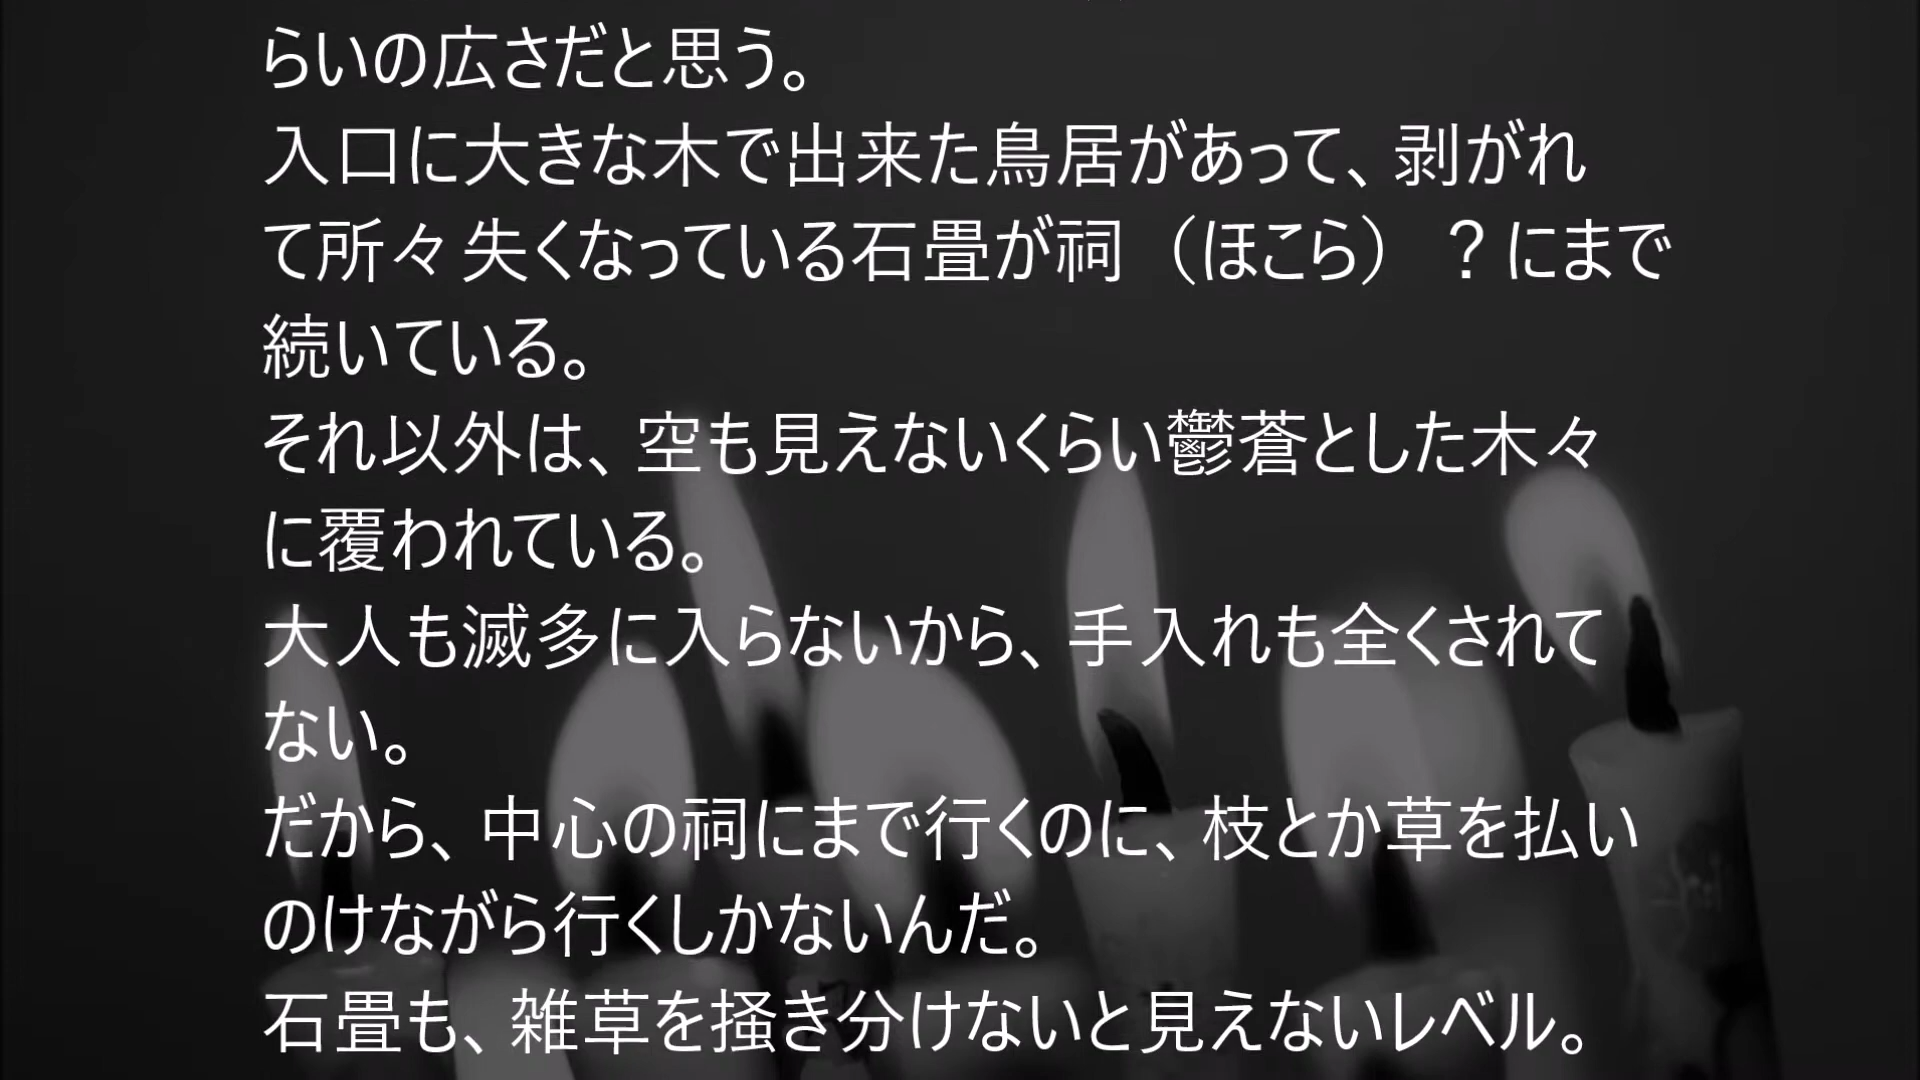 らいの広さだと思う。
入口に大きな木で出来た鳥居があって、剥がれ
て所々失くなっている石畳が祠（ほこら）？にまで
続いている。
それ以外は、空も見えないくらい鬱蒼とした木々
に覆われている。
大人も滅多に入らないから、手入れも全くされて
ない。
だから、中心の祠にまで行くのに、枝とか草を払い
のけながら行くしかないんだ。
石畳も、雑草を掻き分けないと見えないレベル。